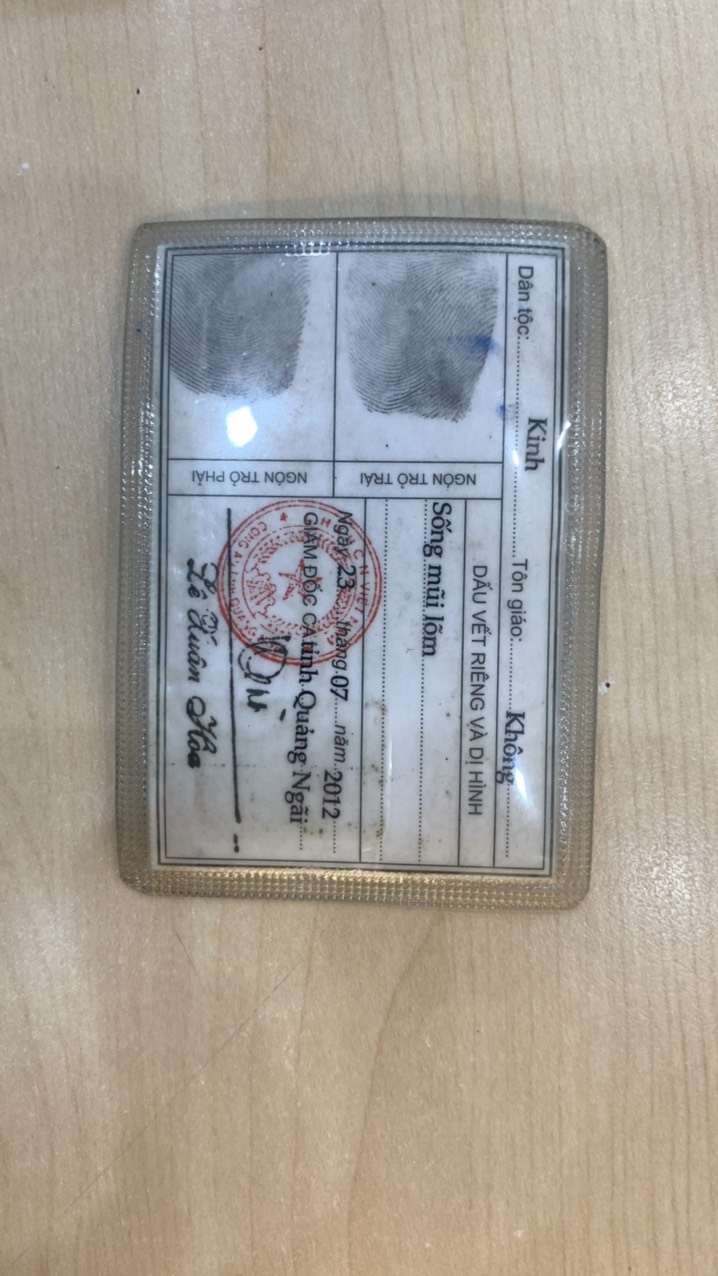 Dân tộc: Kinh Tôn giáo: Không
NGÓN TRỎ TRÁI
DẤU VẾT RIÊNG VÀ DỊ HÌNH
Sống mũi lõm
Ngày 23 tháng 07 năm 2012
GIÁM ĐỐC CA tỉnh Quảng Ngãi
NGÓN TRỎ PHẢI
Lê Xuân Hòa